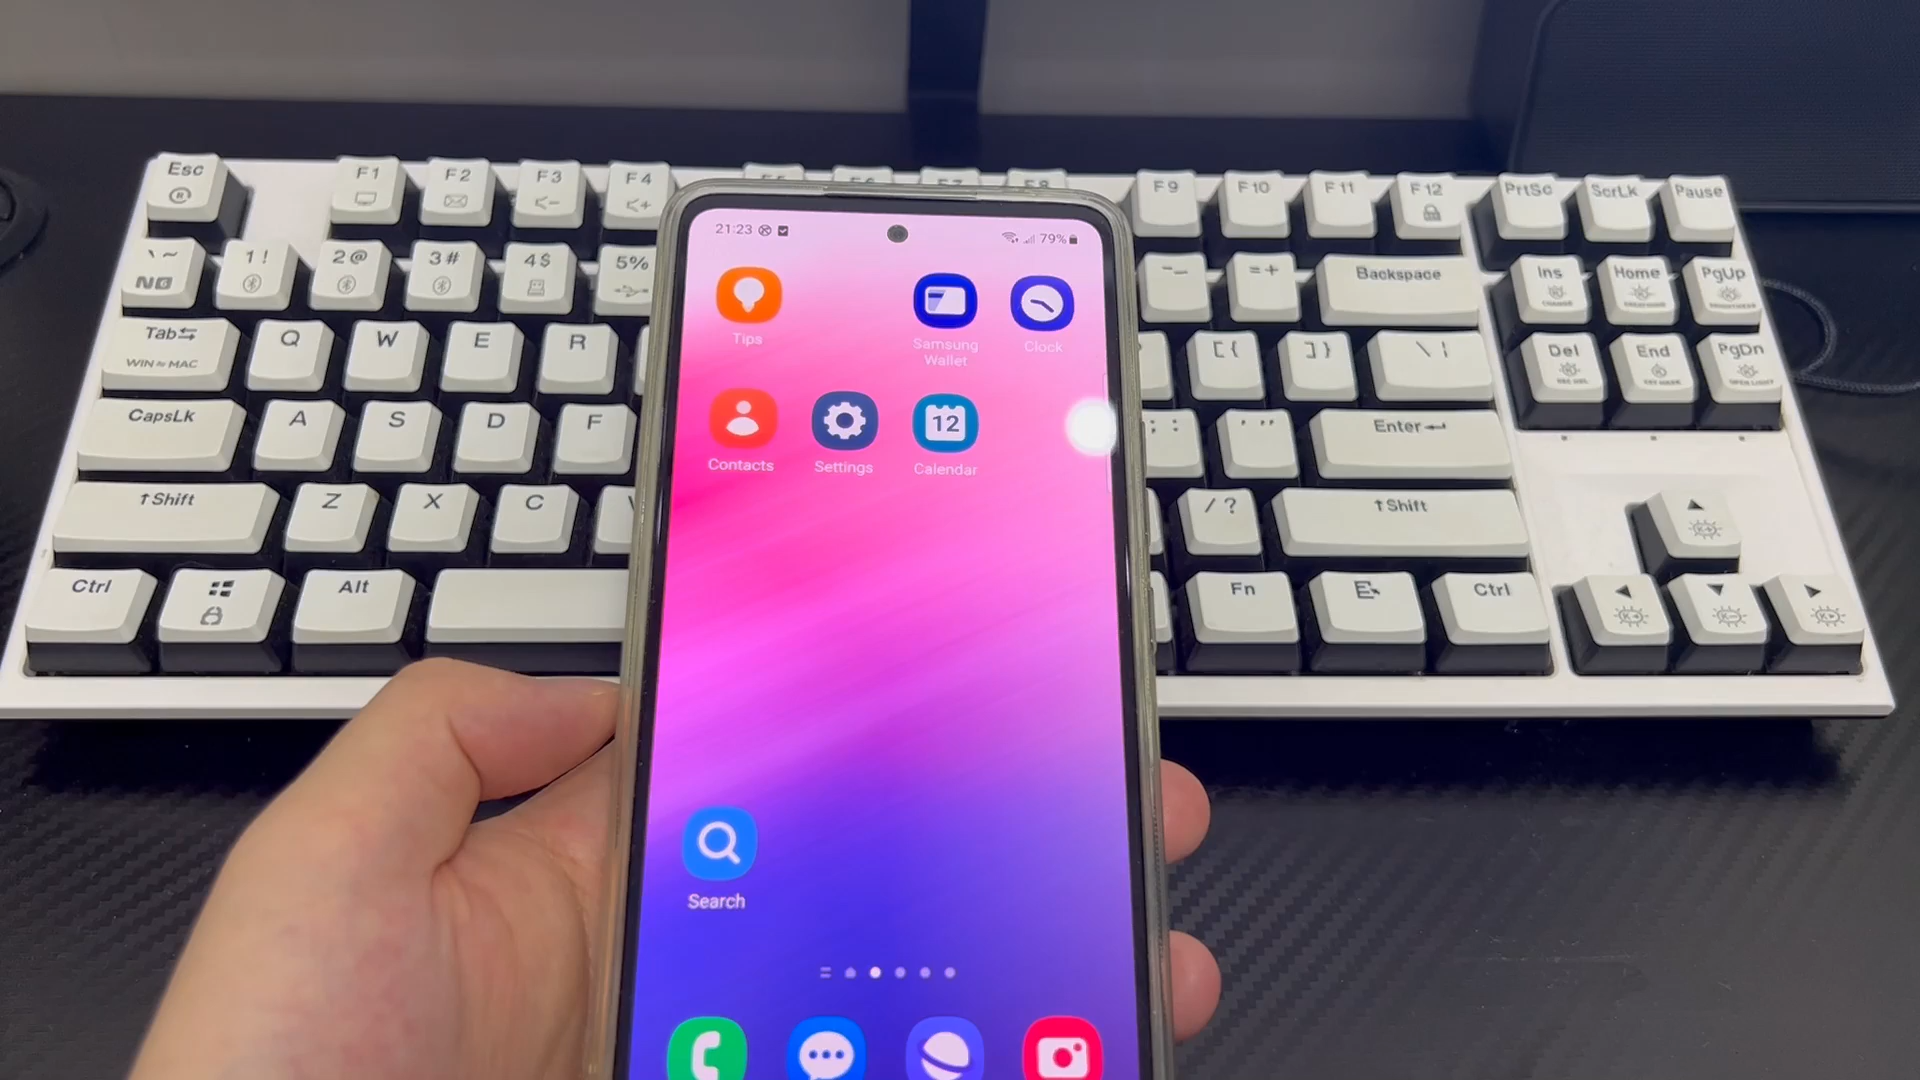 Esc F1 F2 F3 F4 F9 F10 F11 F12 PrtSc ScrLk Pause
21:23 79%
`~ 1! 2@ 3# 4$ 5% -_ =+ Backspace Ins Home PgUp
NG
Tips Samsung Wallet Clock
Tab Q W E R [{ ]} \| Del End PgDn
WIN≈MAC
CapsLk A S D F ;: '" Enter
12
Contacts Settings Calendar
Shift Z X C /? Shift
Ctrl Alt Fn Ctrl
Search